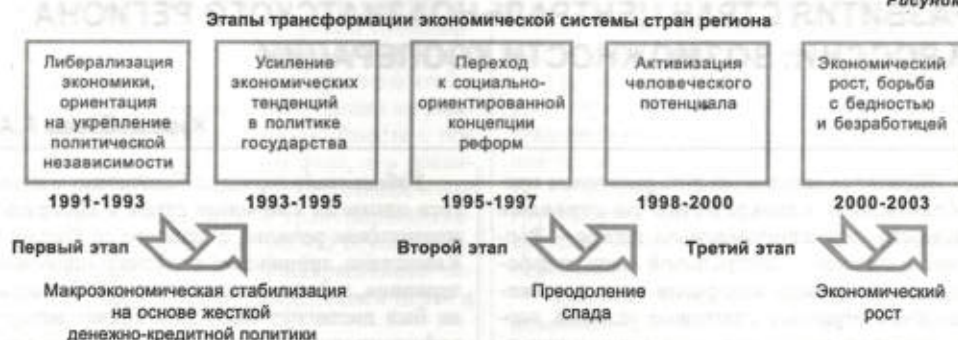 Рисунок
Этапы трансформации экономической системы стран региона
Либерализация
экономики,
ориентация
на укрепление
политической
независимости
1991-1993
Усиление
экономических
тенденций
в политике
государства
1993-1995
Переход
к социально-
ориентированной
концепции
реформ
1995-1997
Активизация
человеческого
потенциала
1998-2000
Экономический
рост, борьба
с бедностью
и безработицей
2000-2003
Первый этап
Макроэкономическая стабилизация
на основе жесткой
денежно-кредитной политики
Второй этап
Преодоление
спада
Третий этап
Экономический
рост